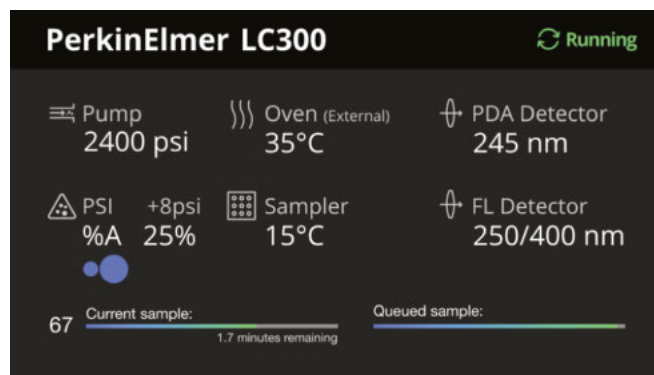 PerkinElmer LC300
Running
Pump
2400 psi
Oven (External)
35°C
PDA Detector
245 nm
PSI +8psi
%A 25%
Sampler
15°C
FL Detector
250/400 nm
67
Current sample:
1.7 minutes remaining
Queued sample: